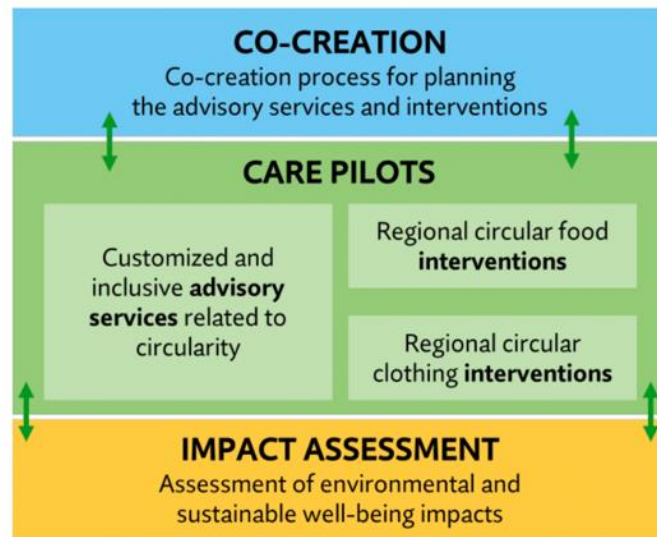 CO-CREATION
Co-creation process for planning
the advisory services and interventions
CARE PILOTS
Customized and
inclusive advisory
services related to
circularity
Regional circular food
interventions
Regional circular
clothing interventions
IMPACT ASSESSMENT
Assessment of environmental and
sustainable well-being impacts